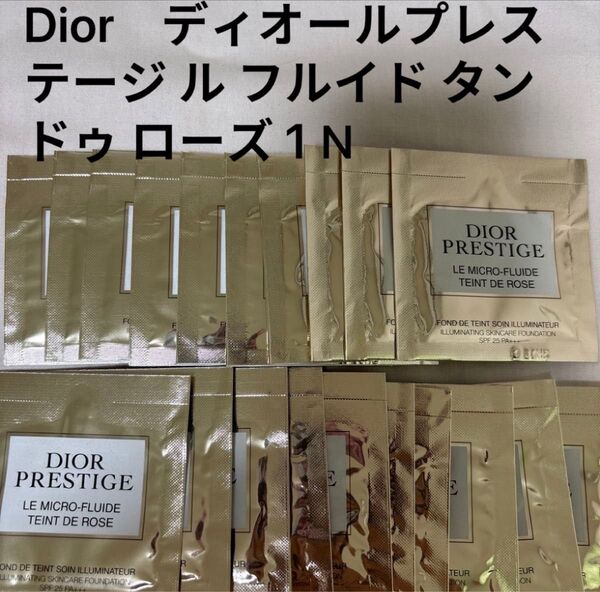 Dior　ディオールプレス
テージ ル フルイド タン
ドゥ ローズ 1 N
DIOR
PRESTIGE
LE MICRO-FLUIDE
TEINT DE ROSE
FOND DE TEINT SOIN ILLUMINATEUR
ILLUMINATING SKINCARE FOUNDATION
SPF 25 PA+++
DIOR
PRESTIGE
LE MICRO-FLUIDE
TEINT DE ROSE
FOND DE TEINT SOIN ILLUMINATEUR
ILLUMINATING SKINCARE FOUNDATION
SPF 25 PA+++